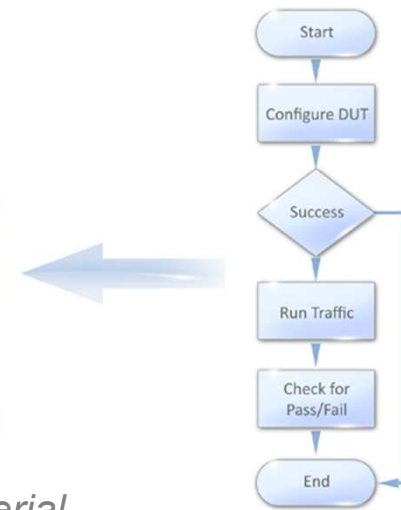 Start
Configure DUT
Success
Run Traffic
Check for
Pass/Fail
End